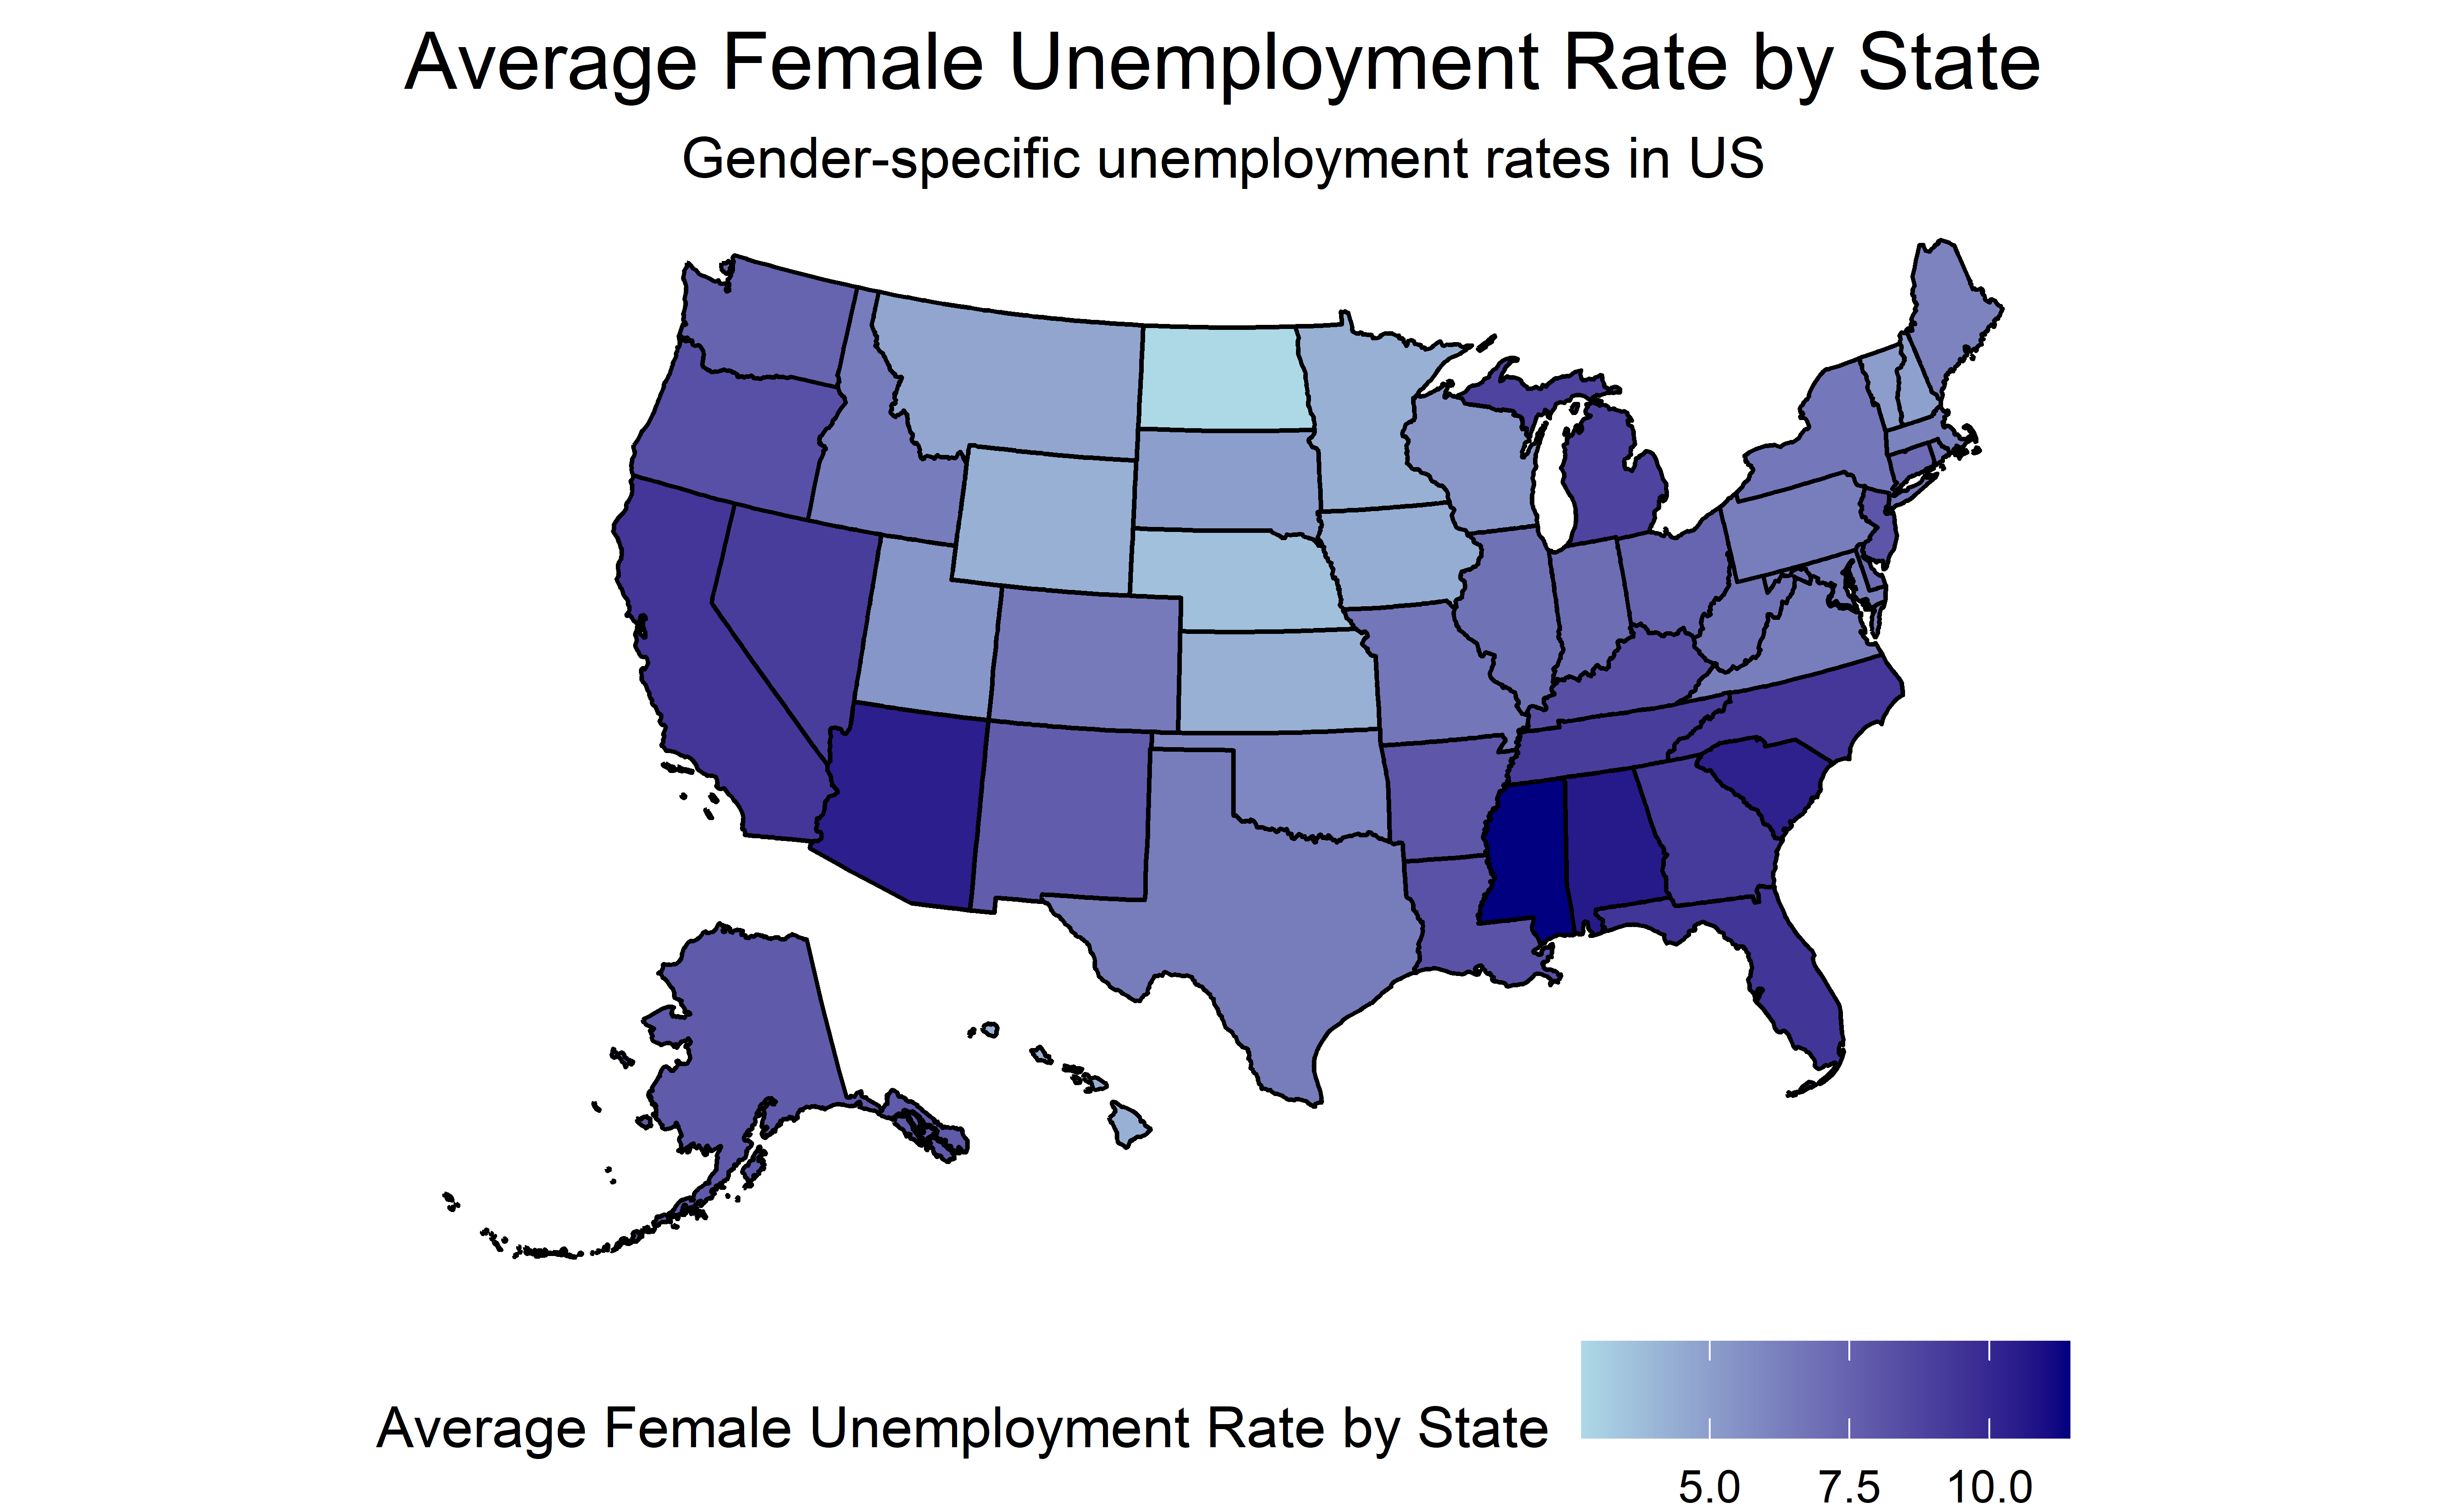 Average Female Unemployment Rate by State
Gender-specific unemployment rates in US
Average Female Unemployment Rate by State
5.0 7.5 10.0